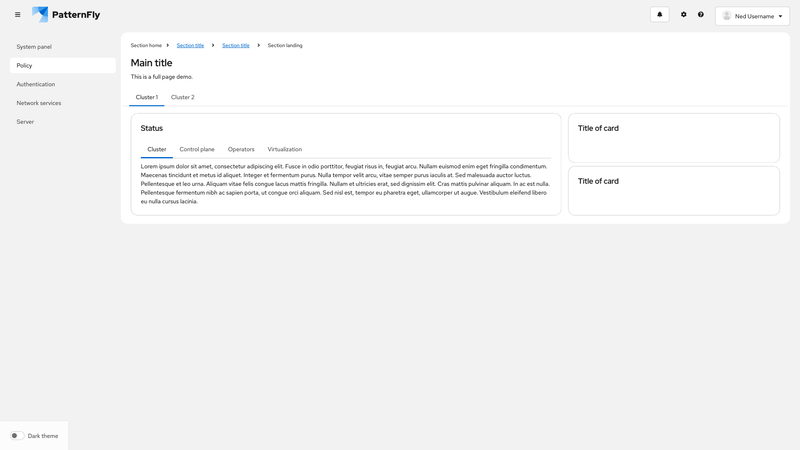 PatternFly
Ned Username
System panel
Policy
Authentication
Network services
Server
Section home Section title Section title Section landing
Main title
This is a full page demo.
Cluster 1 Cluster 2
Status
Cluster Control plane Operators Virtualization
Lorem ipsum dolor sit amet, consectetur adipiscing elit. Fusce in odio porttitor, feugiat risus in, feugiat arcu. Nullam euismod enim eget fringilla condimentum.
Maecenas tincidunt et metus id aliquet. Integer et fermentum purus. Nulla tempor velit arcu, vitae semper purus iaculis at. Sed malesuada auctor luctus.
Pellentesque et leo urna. Aliquam vitae felis congue lacus mattis fringilla. Nullam et ultricies erat, sed dignissim elit. Cras mattis pulvinar aliquam. In ac est nulla.
Pellentesque fermentum nibh ac sapien porta, ut congue orci aliquam. Sed nisl est, tempor eu pharetra eget, ullamcorper ut augue. Vestibulum eleifend libero
eu nulla cursus lacinia.
Title of card
Title of card
Dark theme